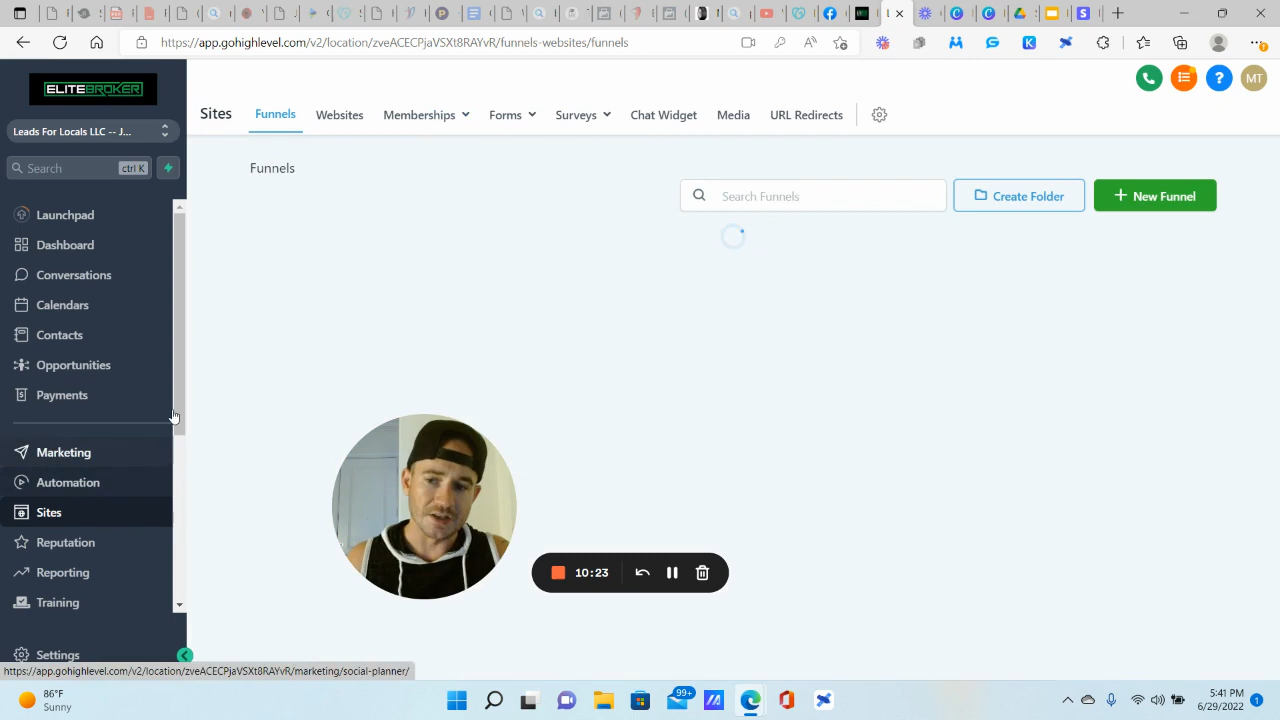 https://app.gohighlevel.com/v2/location/zveACECPjaVSXt8RAYvR/funnels-websites/funnels
ELITEBROKER
MT
Sites
Funnels
Websites
Memberships
Forms
Surveys
Chat Widget
Media
URL Redirects
Leads For Locals LLC -- J...
Search
ctrl K
Funnels
Search Funnels
Create Folder
New Funnel
Launchpad
Dashboard
Conversations
Calendars
Contacts
Opportunities
Payments
Marketing
Automation
Sites
Reputation
Reporting
Training
Settings
10:23
https://app.gohighlevel.com/v2/location/zveACECPjaVSXt8RAYvR/marketing/social-planner/
86°F
Sunny
99+
5:41 PM
6/29/2022
1